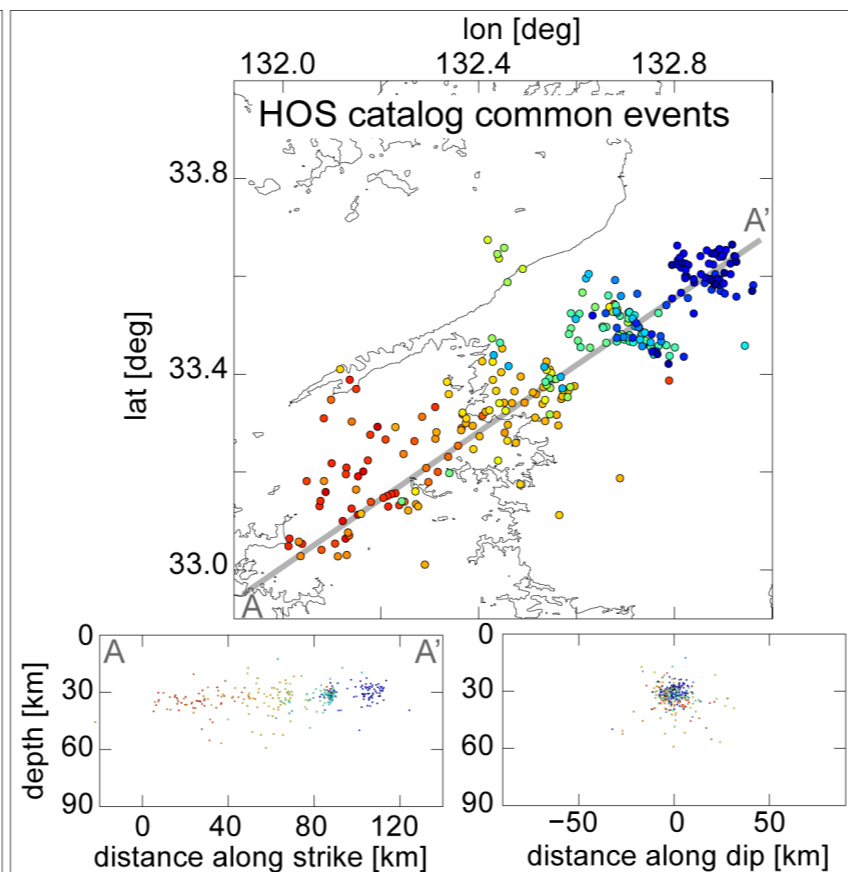 lon [deg]
132.0 132.4 132.8
HOS catalog common events
33.8
A'
lat [deg]
33.4
33.0
A
0 A A' 0
depth [km]
30 30
60 60
90 90
0 40 80 120 −50 0 50
distance along strike [km] distance along dip [km]